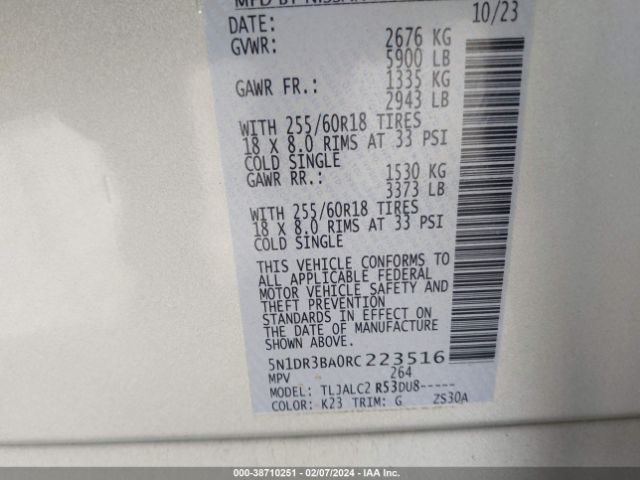 MFD BY NISSAN
DATE: 10/23
GVWR: 2676 KG
5900 LB
GAWR FR.: 1335 KG
2943 LB
WITH 255/60R18 TIRES
18 X 8.0 RIMS AT 33 PSI
COLD SINGLE
GAWR RR.: 1530 KG
3373 LB
WITH 255/60R18 TIRES
18 X 8.0 RIMS AT 33 PSI
COLD SINGLE
THIS VEHICLE CONFORMS TO
ALL APPLICABLE FEDERAL
MOTOR VEHICLE SAFETY AND
THEFT PREVENTION
STANDARDS IN EFFECT ON
THE DATE OF MANUFACTURE
SHOWN ABOVE.
5N1DR3BA0RC223516
MPV 264
MODEL: TLJALC2 R53DU8-----
COLOR: K23 TRIM: G ZS30A
000-38710251 - 02/07/2024 - IAA Inc.